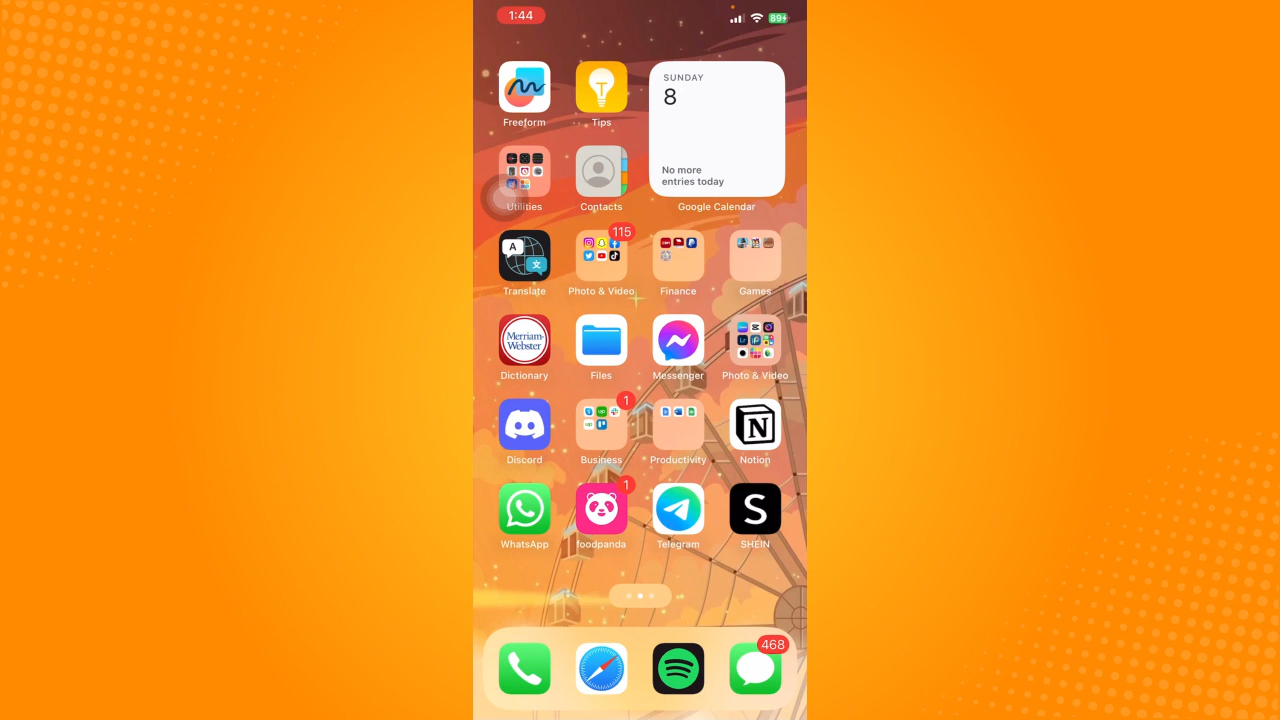 1:44
89
Freeform
Tips
SUNDAY
8
No more
entries today
Utilities
Contacts
Google Calendar
A
文
115
Translate
Photo & Video
Finance
Games
Merriam-
Webster
Dictionary
Files
Messenger
Photo & Video
1
N
Discord
Business
Productivity
Notion
1
S
WhatsApp
foodpanda
Telegram
SHEIN
468